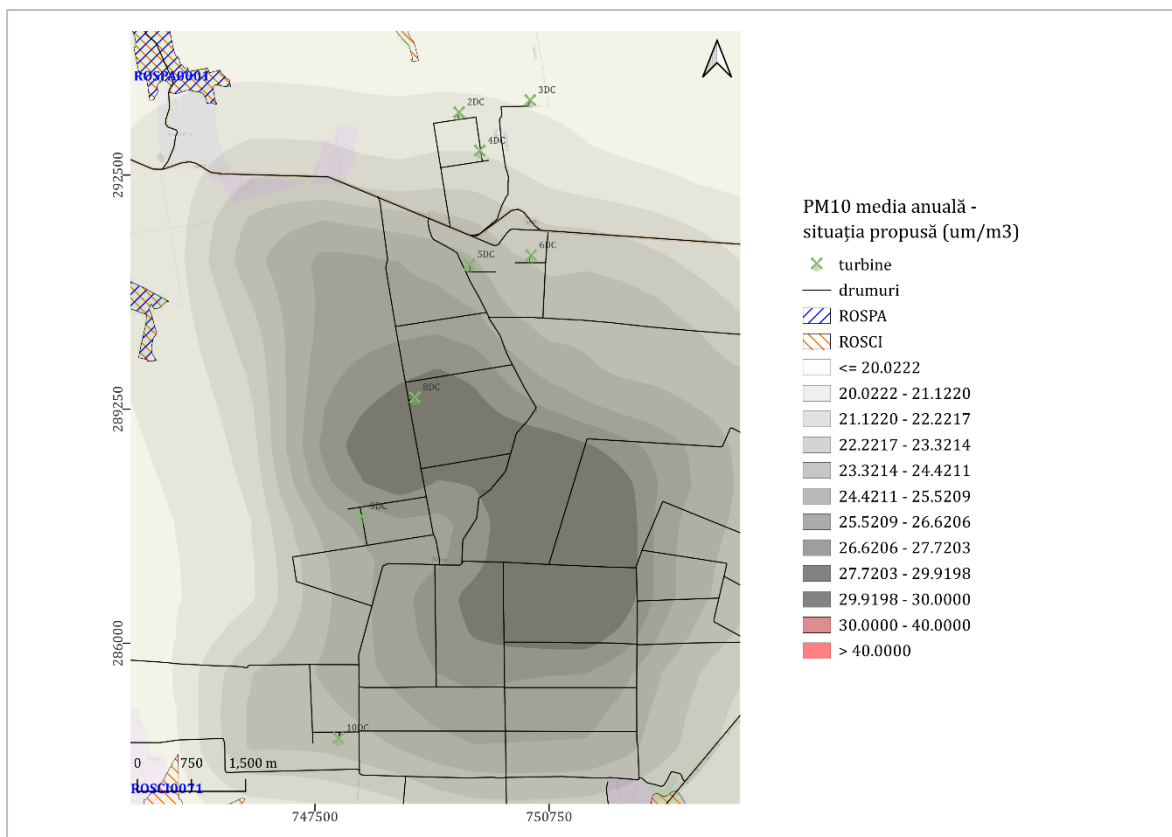 ROSPA0001
3DC
2DC
4DC
292500
6DC
5DC
8DC
289250
9DC
286000
10DC
0 750 1,500 m
ROSCI0071
747500 750750
PM10 media anuală -
situația propusă (um/m3)
turbine
drumuri
ROSPA
ROSCI
<= 20.0222
20.0222 - 21.1220
21.1220 - 22.2217
22.2217 - 23.3214
23.3214 - 24.4211
24.4211 - 25.5209
25.5209 - 26.6206
26.6206 - 27.7203
27.7203 - 29.9198
29.9198 - 30.0000
30.0000 - 40.0000
> 40.0000